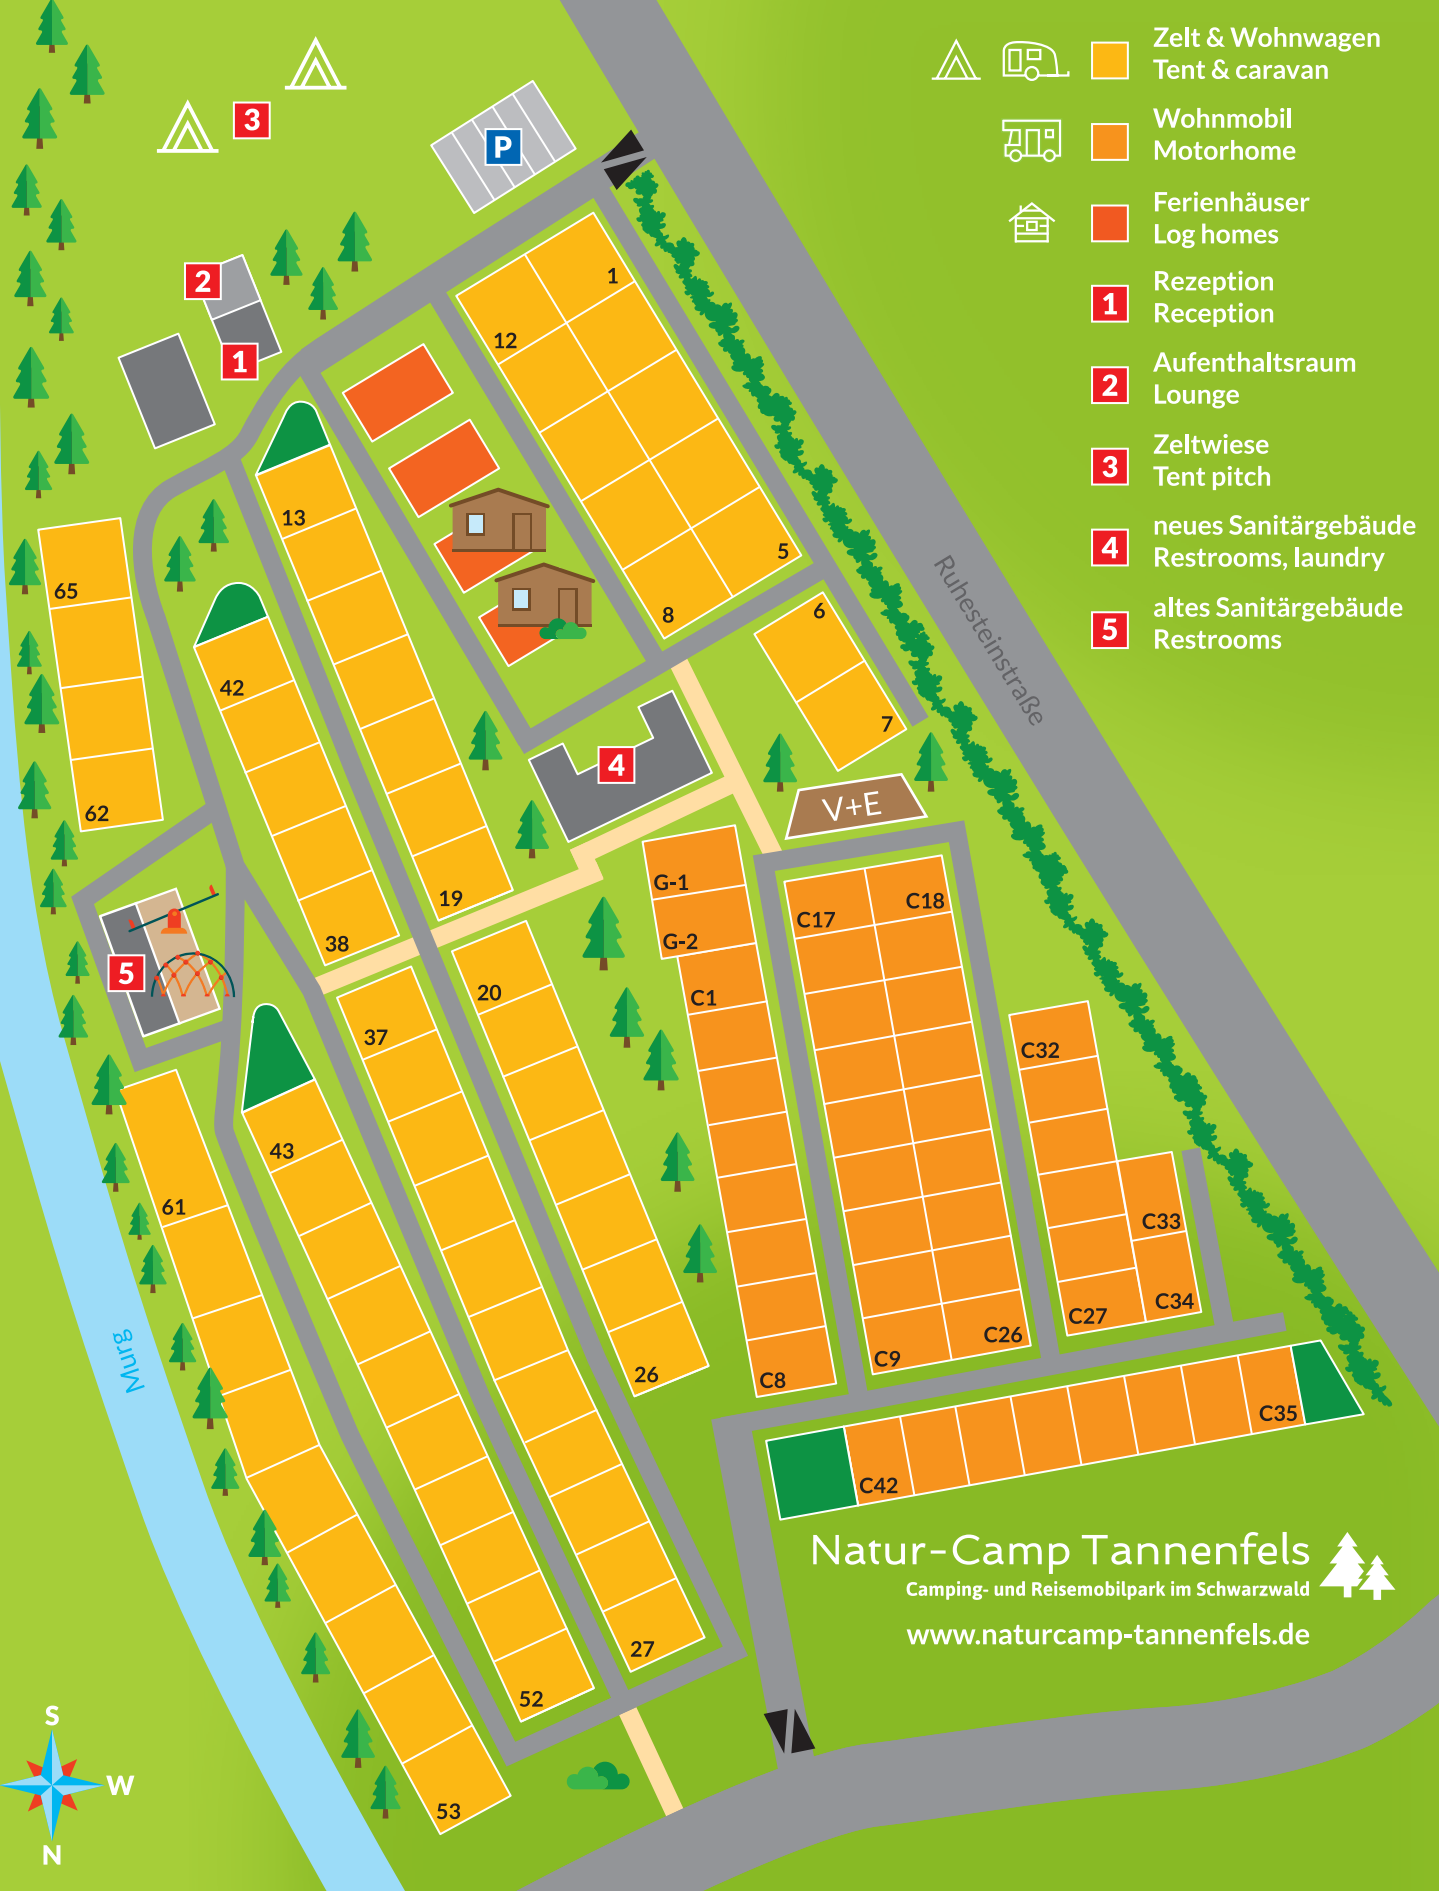 Zelt & Wohnwagen
Tent & caravan
Wohnmobil
Motorhome
Ferienhäuser
Log homes
1
Rezeption
Reception
2
Aufenthaltsraum
Lounge
3
Zeltwiese
Tent pitch
4
neues Sanitärgebäude
Restrooms, laundry
5
altes Sanitärgebäude
Restrooms
3
P
2
1
1
12
13
5
8
6
7
65
42
62
4
V+E
Ruhesteinstraße
19
38
5
G-1
G-2
C1
C17
C18
20
37
C32
43
61
C33
C34
C27
C26
C9
C8
26
C35
C42
Murg
27
52
53
Natur-Camp Tannenfels
Camping- und Reisemobilpark im Schwarzwald
www.naturcamp-tannenfels.de
S
W
N